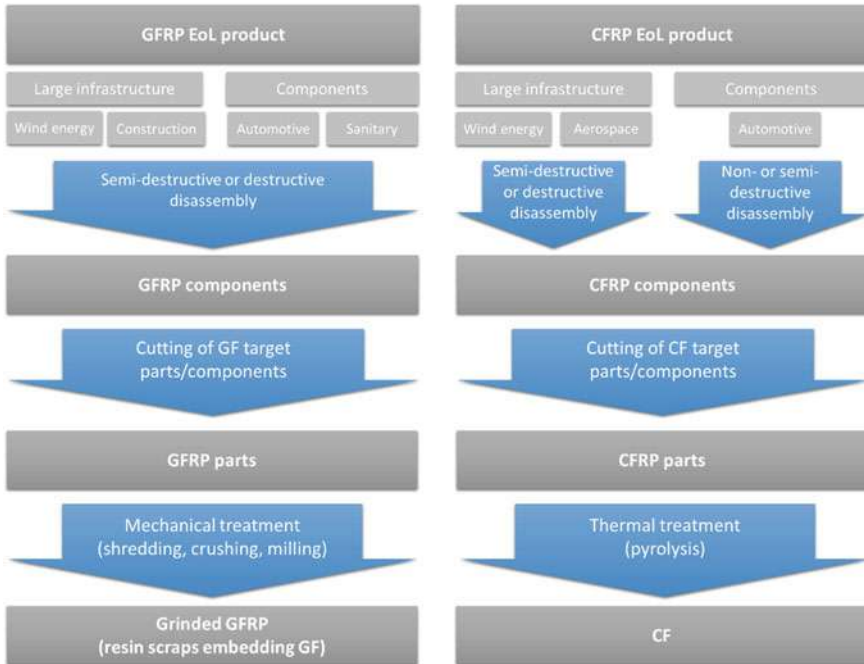 GFRP EoL product
Large infrastructure
Components
Wind energy
Construction
Automotive
Sanitary
Semi-destructive or destructive
disassembly
GFRP components
Cutting of GF target
parts/components
GFRP parts
Mechanical treatment
(shredding, crushing, milling)
Grinded GFRP
(resin scraps embedding GF)
CFRP EoL product
Large infrastructure
Components
Wind energy
Aerospace
Automotive
Semi-destructive
or destructive
disassembly
Non- or semi-
destructive
disassembly
CFRP components
Cutting of CF target
parts/components
CFRP parts
Thermal treatment
(pyrolysis)
CF